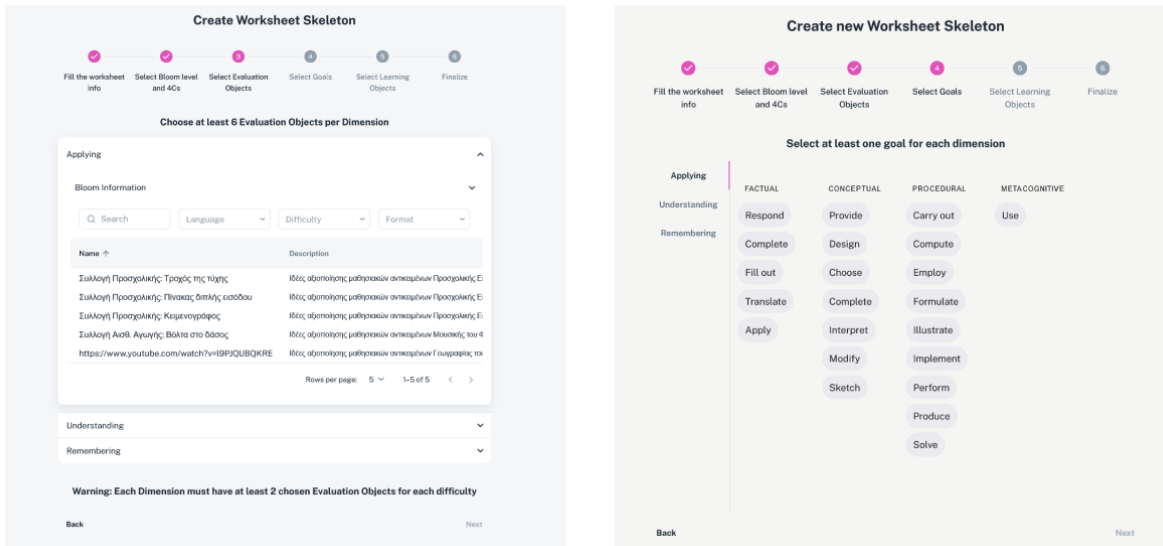 Create Worksheet Skeleton
3 4 5 6
Fill the worksheet info
Select Bloom level and 4Cs
Select Evaluation Objects
Select Goals
Select Learning Objects
Finalize
Choose at least 6 Evaluation Objects per Dimension
Applying
Bloom Information
Search Language Difficulty Format
Name ↑ Description
Συλλογή Προσχολικής: Τροχός της τύχης Ιδέες αξιοποίησης μαθησιακών αντικειμένων Προσχολικής Ε
Συλλογή Προσχολικής: Πίνακας διπλής εισόδου Ιδέες αξιοποίησης μαθησιακών αντικειμένων Προσχολικής Ε
Συλλογή Προσχολικής: Κειμενογράφος Ιδέες αξιοποίησης μαθησιακών αντικειμένων Προσχολικής Ε
Συλλογή Αισθ. Αγωγής: Βόλτα στο δάσος Ιδέες αξιοποίησης μαθησιακών αντικειμένων Μουσικής του Φ
https://www.youtube.com/watch?v=I9PJQUBQKRE Ιδέες αξιοποίησης μαθησιακών αντικειμένων Γεωγραφίας το
Rows per page: 5 1–5 of 5
Understanding
Remembering
Warning: Each Dimension must have at least 2 chosen Evaluation Objects for each difficulty
Back Next
Create new Worksheet Skeleton
4 5 6
Fill the worksheet info
Select Bloom level and 4Cs
Select Evaluation Objects
Select Goals
Select Learning Objects
Finalize
Select at least one goal for each dimension
Applying
Understanding
Remembering
FACTUAL CONCEPTUAL PROCEDURAL METACOGNITIVE
Respond Provide Carry out Use
Complete Design Compute
Fill out Choose Employ
Translate Complete Formulate
Apply Interpret Illustrate
Modify Implement
Sketch Perform
Produce
Solve
Back Next